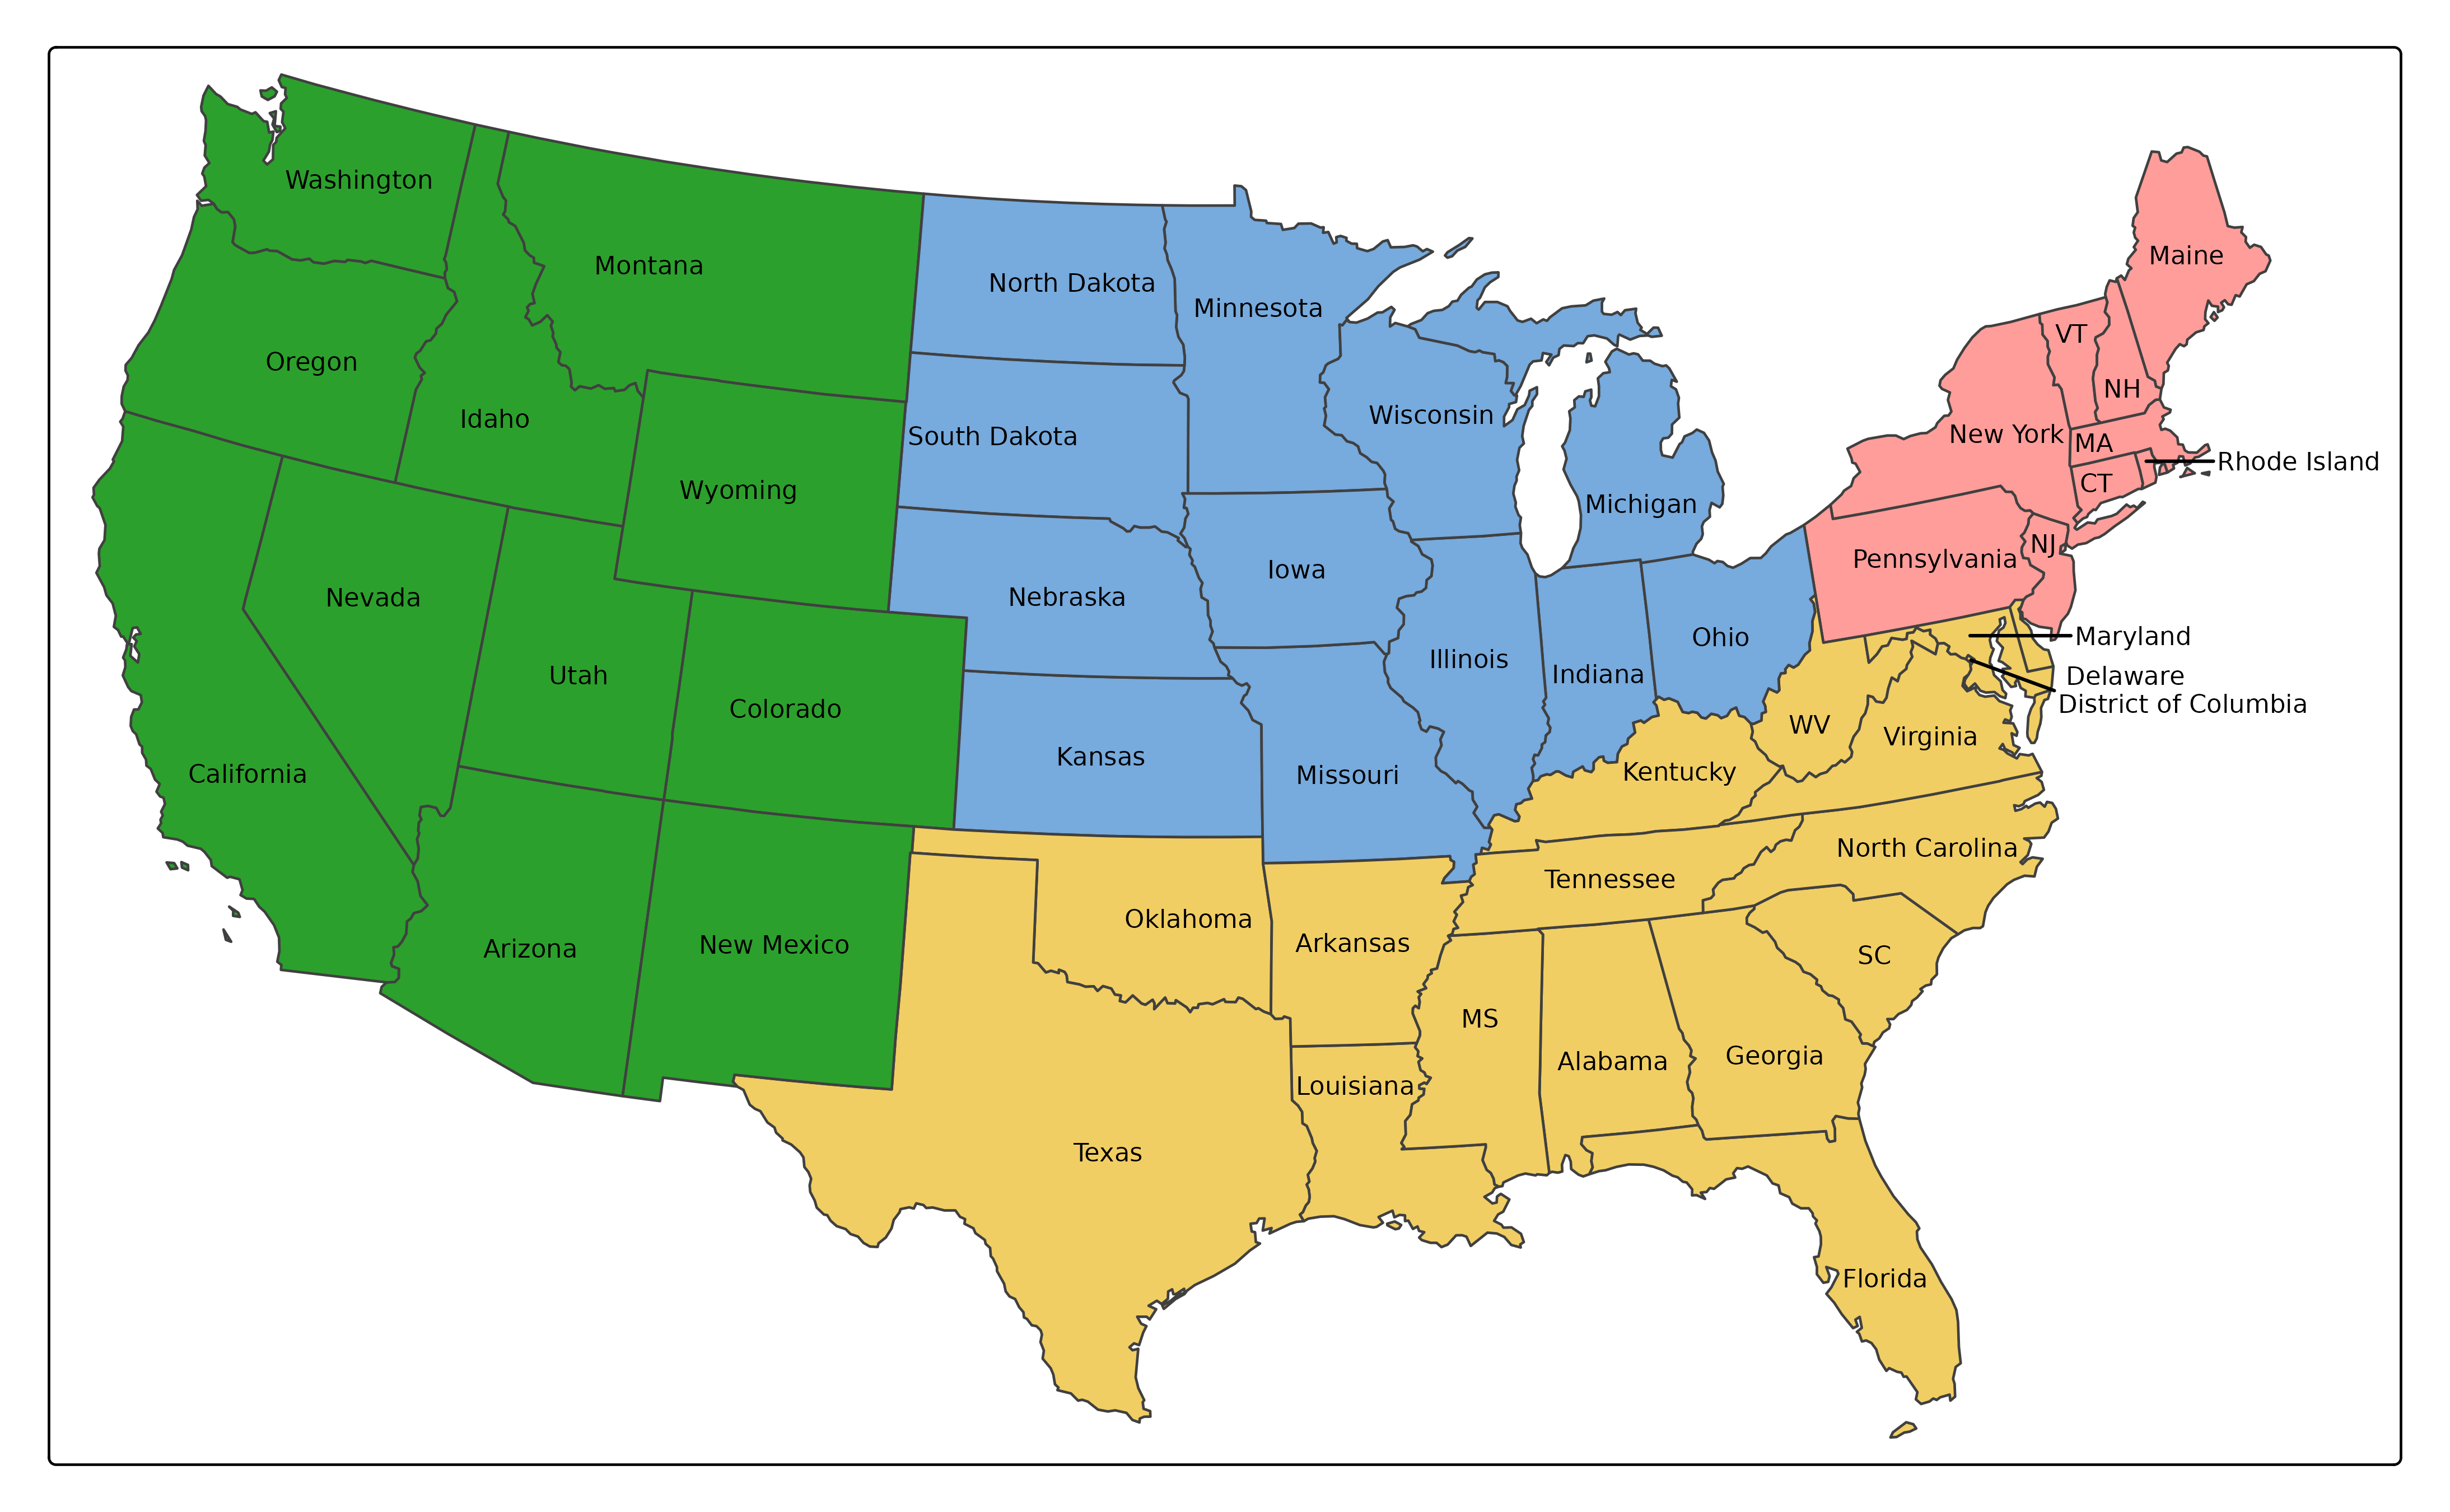 Washington
Montana
North Dakota
Minnesota
Maine
VT
Oregon
Idaho
NH
Wisconsin
South Dakota
New York
MA
Rhode Island
CT
Wyoming
Michigan
NJ
Pennsylvania
Iowa
Nevada
Nebraska
Ohio
Maryland
Illinois
Indiana
Utah
Delaware
District of Columbia
Colorado
WV
Virginia
Kansas
California
Missouri
Kentucky
North Carolina
Tennessee
Oklahoma
Arizona
New Mexico
Arkansas
SC
MS
Alabama
Georgia
Louisiana
Texas
Florida